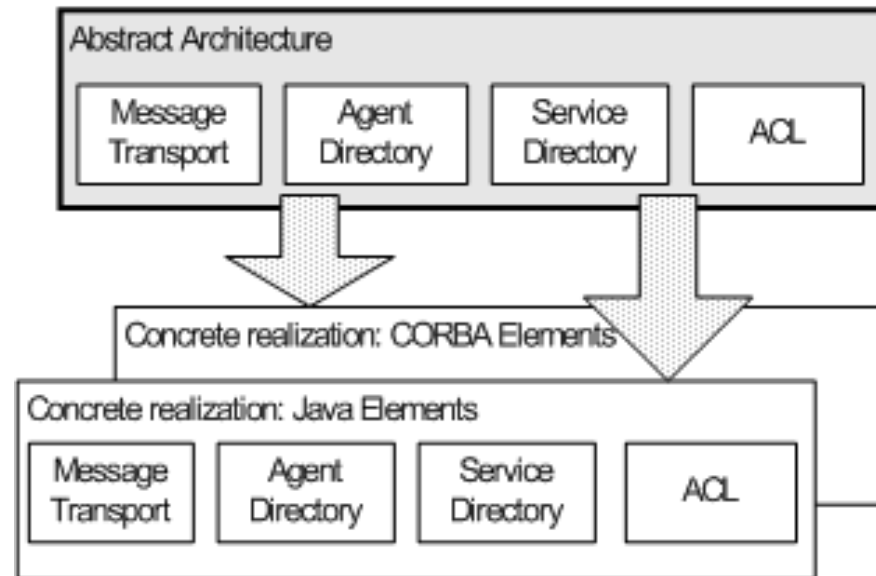 Abstract Architecture
Message
Transport
Agent
Directory
Service
Directory
ACL
Concrete realization: CORBA Elements
Concrete realization: Java Elements
Message
Transport
Agent
Directory
Service
Directory
ACL